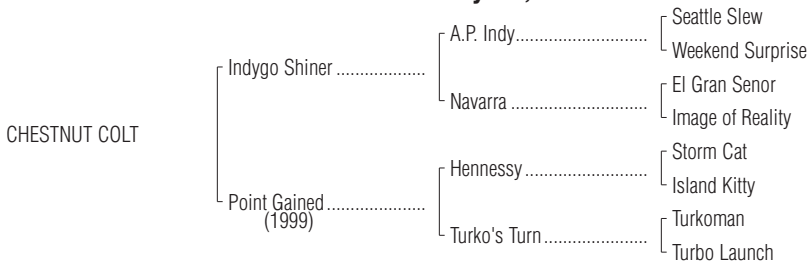 Seattle Slew
A.P. Indy
Weekend Surprise
Indygo Shiner
El Gran Senor
Navarra
Image of Reality
CHESTNUT COLT
Storm Cat
Hennessy
Island Kitty
Point Gained
(1999)
Turkoman
Turko's Turn
Turbo Launch